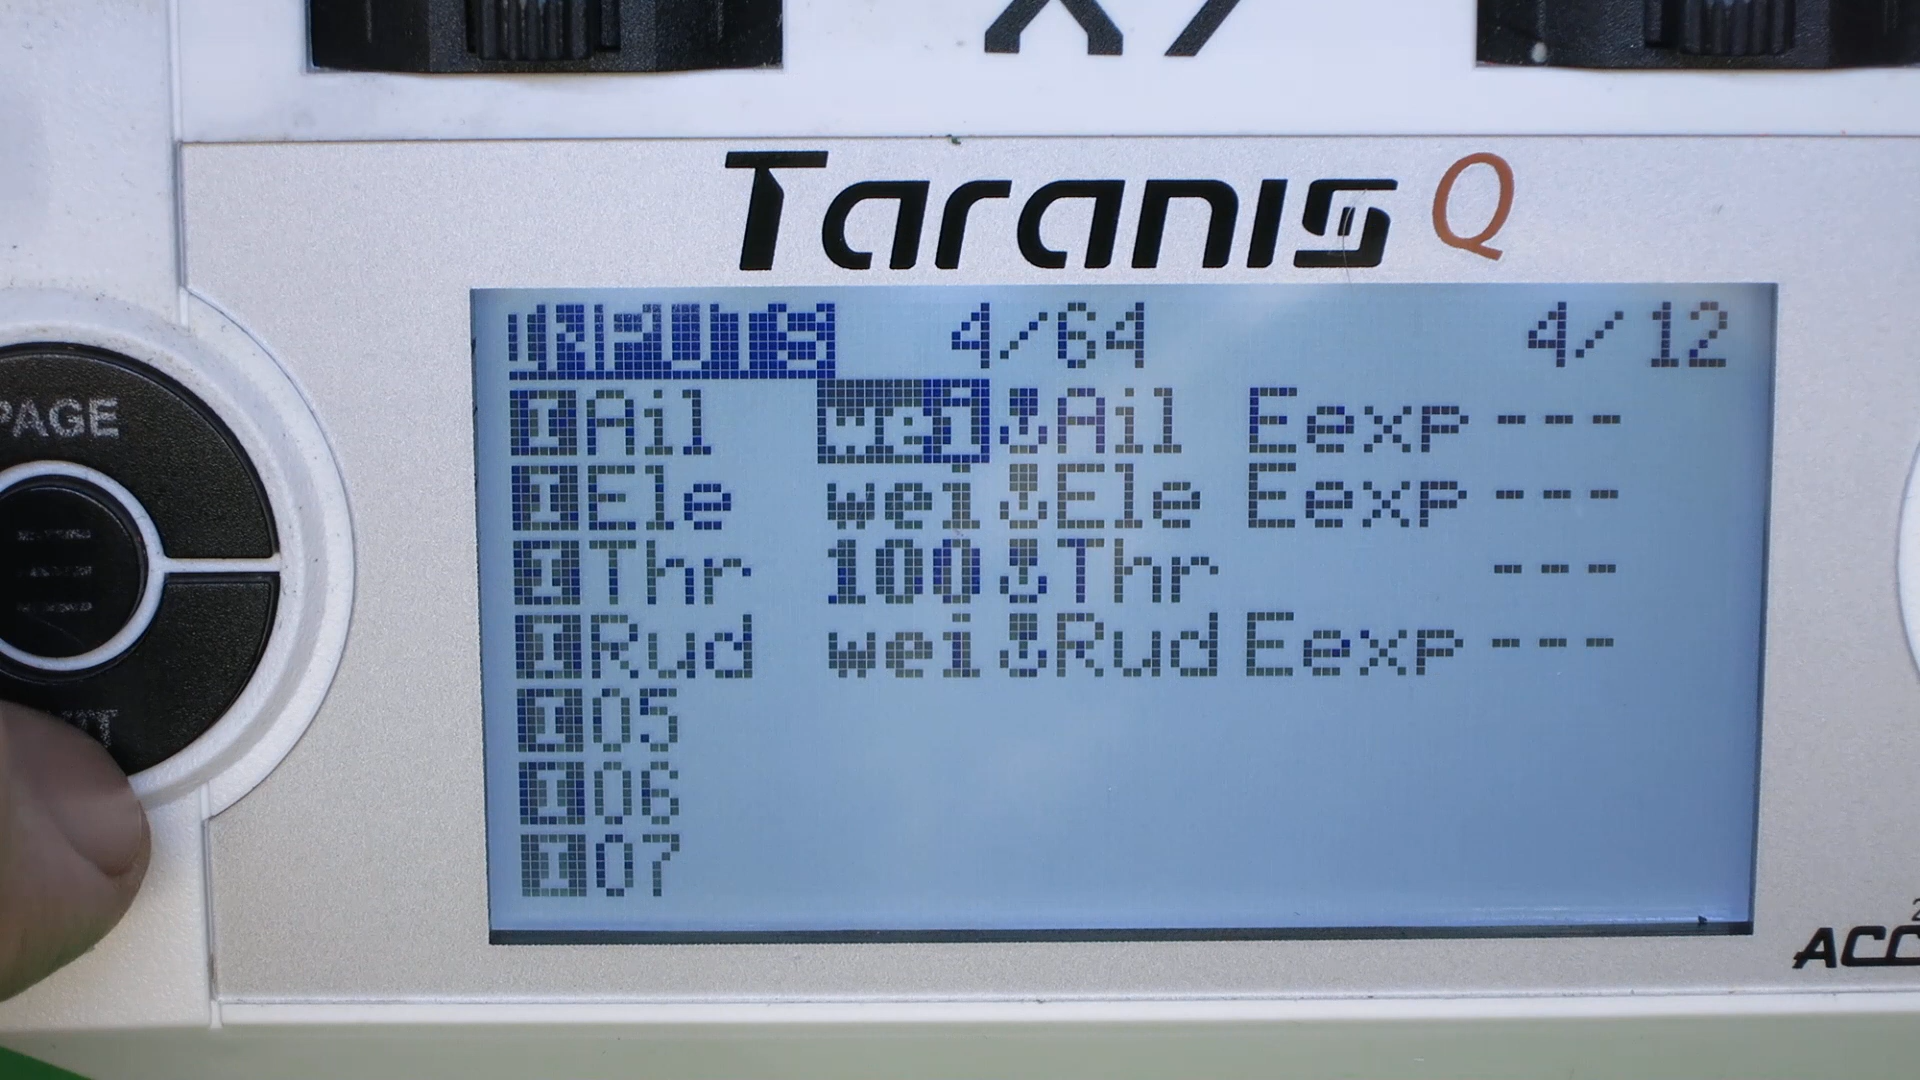 X7
Taranis Q
INPUTS 4/64 4/12
I Ail wei Ail Eexp ---
I Ele wei Ele Eexp ---
I Thr 100 Thr ---
I Rud wei Rud Eexp ---
I 05
I 06
I 07
PAGE